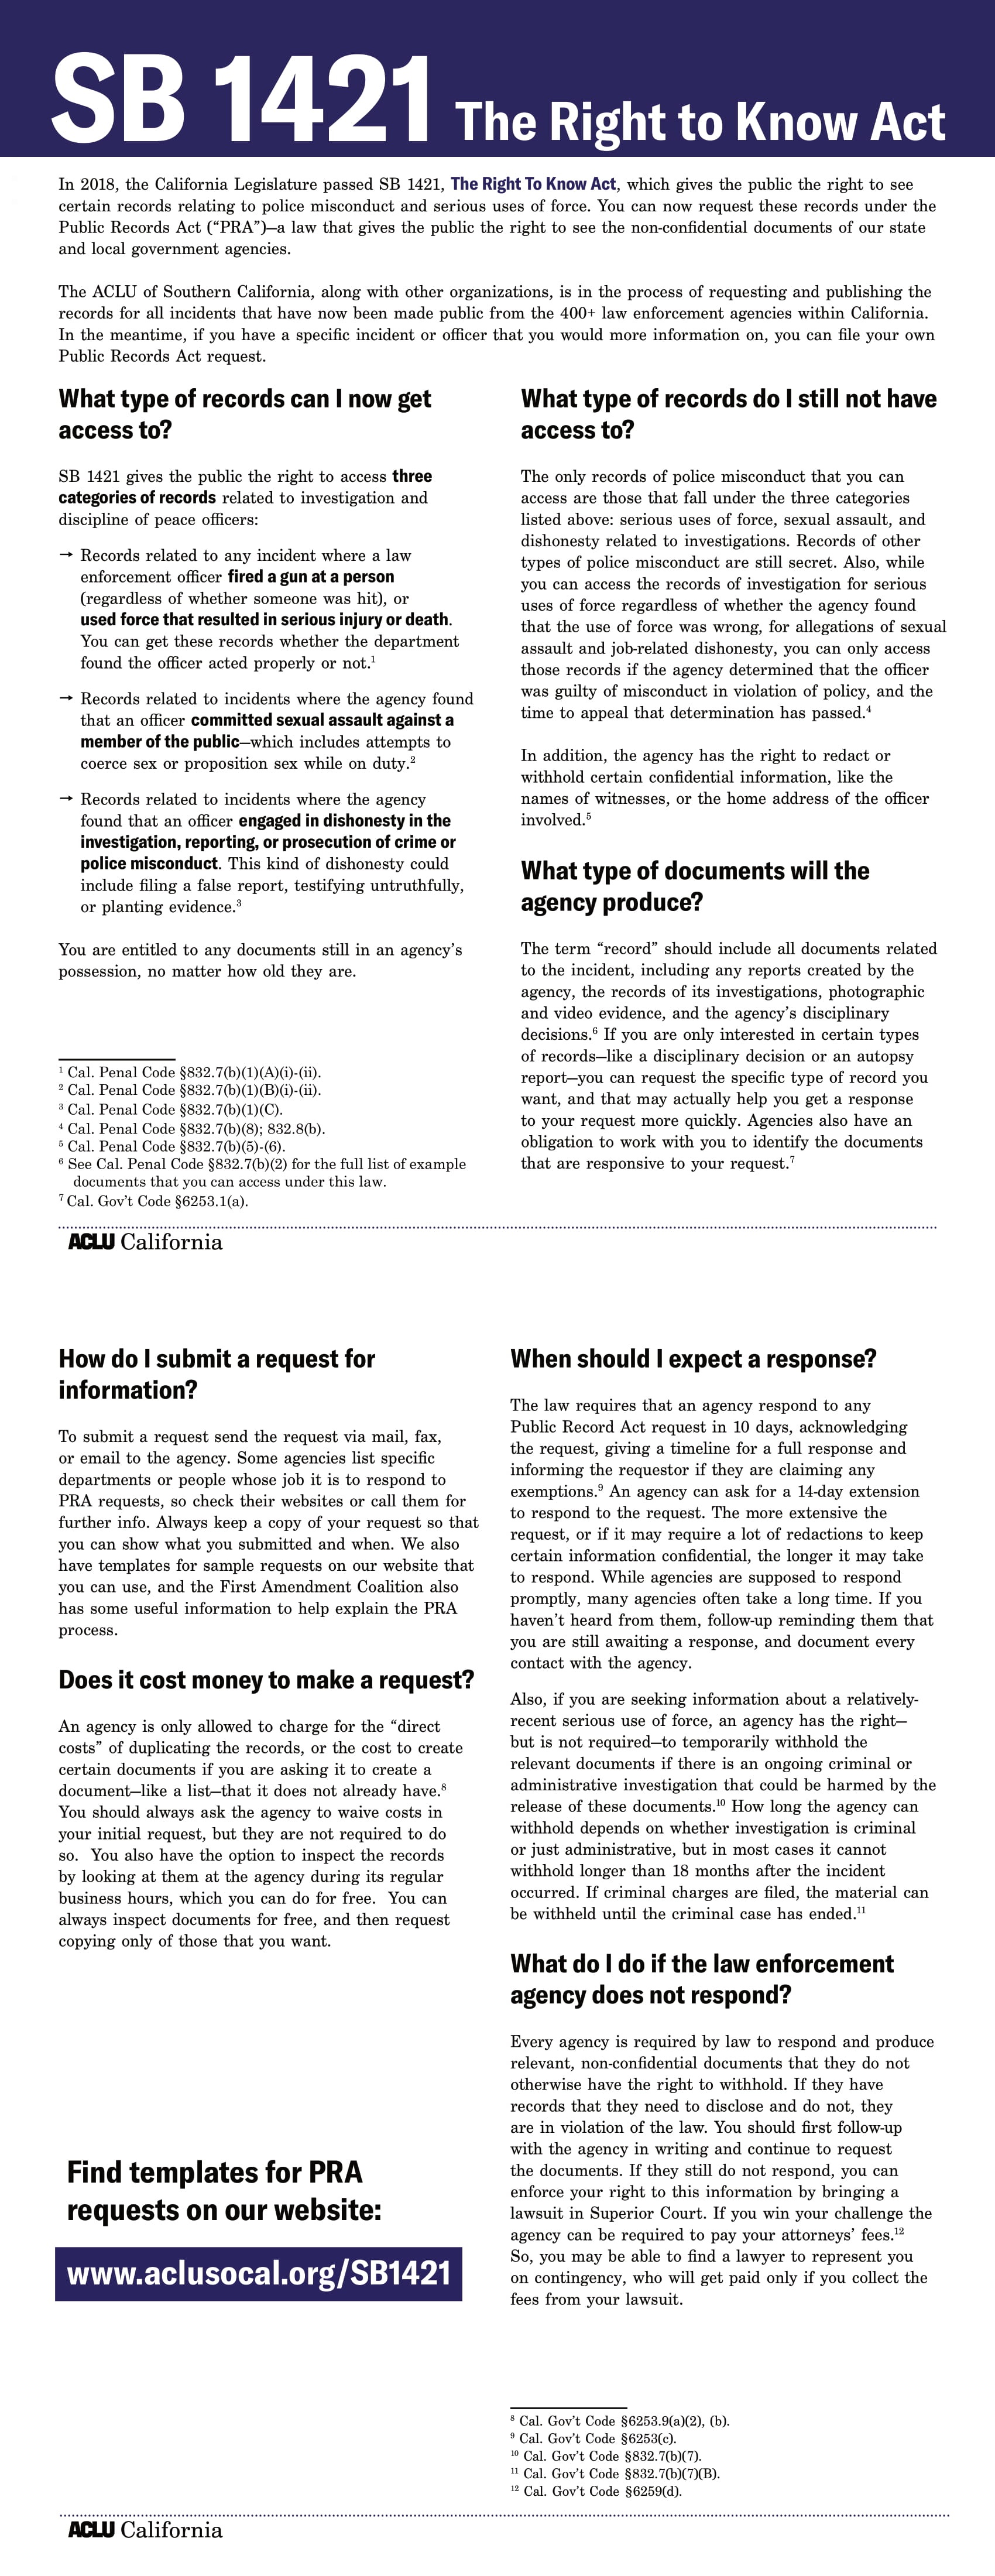 SB 1421 The Right to Know Act
In 2018, the California Legislature passed SB 1421, The Right To Know Act, which gives the public the right to see
certain records relating to police misconduct and serious uses of force. You can now request these records under the
Public Records Act (“PRA”)—a law that gives the public the right to see the non-confidential documents of our state
and local government agencies.
The ACLU of Southern California, along with other organizations, is in the process of requesting and publishing the
records for all incidents that have now been made public from the 400+ law enforcement agencies within California.
In the meantime, if you have a specific incident or officer that you would more information on, you can file your own
Public Records Act request.
What type of records can I now get
access to?
SB 1421 gives the public the right to access three
categories of records related to investigation and
discipline of peace officers:
→ Records related to any incident where a law
enforcement officer fired a gun at a person
(regardless of whether someone was hit), or
used force that resulted in serious injury or death.
You can get these records whether the department
found the officer acted properly or not.¹
→ Records related to incidents where the agency found
that an officer committed sexual assault against a
member of the public—which includes attempts to
coerce sex or proposition sex while on duty.²
→ Records related to incidents where the agency
found that an officer engaged in dishonesty in the
investigation, reporting, or prosecution of crime or
police misconduct. This kind of dishonesty could
include filing a false report, testifying untruthfully,
or planting evidence.³
You are entitled to any documents still in an agency’s
possession, no matter how old they are.
¹ Cal. Penal Code §832.7(b)(1)(A)(i)-(ii).
² Cal. Penal Code §832.7(b)(1)(B)(i)-(ii).
³ Cal. Penal Code §832.7(b)(1)(C).
⁴ Cal. Penal Code §832.7(b)(8); 832.8(b).
⁵ Cal. Penal Code §832.7(b)(5)-(6).
⁶ See Cal. Penal Code §832.7(b)(2) for the full list of example
documents that you can access under this law.
⁷ Cal. Gov’t Code §6253.1(a).
What type of records do I still not have
access to?
The only records of police misconduct that you can
access are those that fall under the three categories
listed above: serious uses of force, sexual assault, and
dishonesty related to investigations. Records of other
types of police misconduct are still secret. Also, while
you can access the records of investigation for serious
uses of force regardless of whether the agency found
that the use of force was wrong, for allegations of sexual
assault and job-related dishonesty, you can only access
those records if the agency determined that the officer
was guilty of misconduct in violation of policy, and the
time to appeal that determination has passed.⁴
In addition, the agency has the right to redact or
withhold certain confidential information, like the
names of witnesses, or the home address of the officer
involved.⁵
What type of documents will the
agency produce?
The term “record” should include all documents related
to the incident, including any reports created by the
agency, the records of its investigations, photographic
and video evidence, and the agency’s disciplinary
decisions.⁶ If you are only interested in certain types
of records—like a disciplinary decision or an autopsy
report—you can request the specific type of record you
want, and that may actually help you get a response
to your request more quickly. Agencies also have an
obligation to work with you to identify the documents
that are responsive to your request.⁷
ACLU California
How do I submit a request for
information?
To submit a request send the request via mail, fax,
or email to the agency. Some agencies list specific
departments or people whose job it is to respond to
PRA requests, so check their websites or call them for
further info. Always keep a copy of your request so that
you can show what you submitted and when. We also
have templates for sample requests on our website that
you can use, and the First Amendment Coalition also
has some useful information to help explain the PRA
process.
Does it cost money to make a request?
An agency is only allowed to charge for the “direct
costs” of duplicating the records, or the cost to create
certain documents if you are asking it to create a
document—like a list—that it does not already have.⁸
You should always ask the agency to waive costs in
your initial request, but they are not required to do
so. You also have the option to inspect the records
by looking at them at the agency during its regular
business hours, which you can do for free. You can
always inspect documents for free, and then request
copying only of those that you want.
Find templates for PRA
requests on our website:
www.aclusocal.org/SB1421
When should I expect a response?
The law requires that an agency respond to any
Public Record Act request in 10 days, acknowledging
the request, giving a timeline for a full response and
informing the requestor if they are claiming any
exemptions.⁹ An agency can ask for a 14-day extension
to respond to the request. The more extensive the
request, or if it may require a lot of redactions to keep
certain information confidential, the longer it may take
to respond. While agencies are supposed to respond
promptly, many agencies often take a long time. If you
haven’t heard from them, follow-up reminding them that
you are still awaiting a response, and document every
contact with the agency.
Also, if you are seeking information about a relatively-
recent serious use of force, an agency has the right—
but is not required—to temporarily withhold the
relevant documents if there is an ongoing criminal or
administrative investigation that could be harmed by the
release of these documents.¹⁰ How long the agency can
withhold depends on whether investigation is criminal
or just administrative, but in most cases it cannot
withhold longer than 18 months after the incident
occurred. If criminal charges are filed, the material can
be withheld until the criminal case has ended.¹¹
What do I do if the law enforcement
agency does not respond?
Every agency is required by law to respond and produce
relevant, non-confidential documents that they do not
otherwise have the right to withhold. If they have
records that they need to disclose and do not, they
are in violation of the law. You should first follow-up
with the agency in writing and continue to request
the documents. If they still do not respond, you can
enforce your right to this information by bringing a
lawsuit in Superior Court. If you win your challenge the
agency can be required to pay your attorneys’ fees.¹²
So, you may be able to find a lawyer to represent you
on contingency, who will get paid only if you collect the
fees from your lawsuit.
⁸ Cal. Gov’t Code §6253.9(a)(2), (b).
⁹ Cal. Gov’t Code §6253(c).
¹⁰ Cal. Gov’t Code §832.7(b)(7).
¹¹ Cal. Gov’t Code §832.7(b)(7)(B).
¹² Cal. Gov’t Code §6259(d).
ACLU California